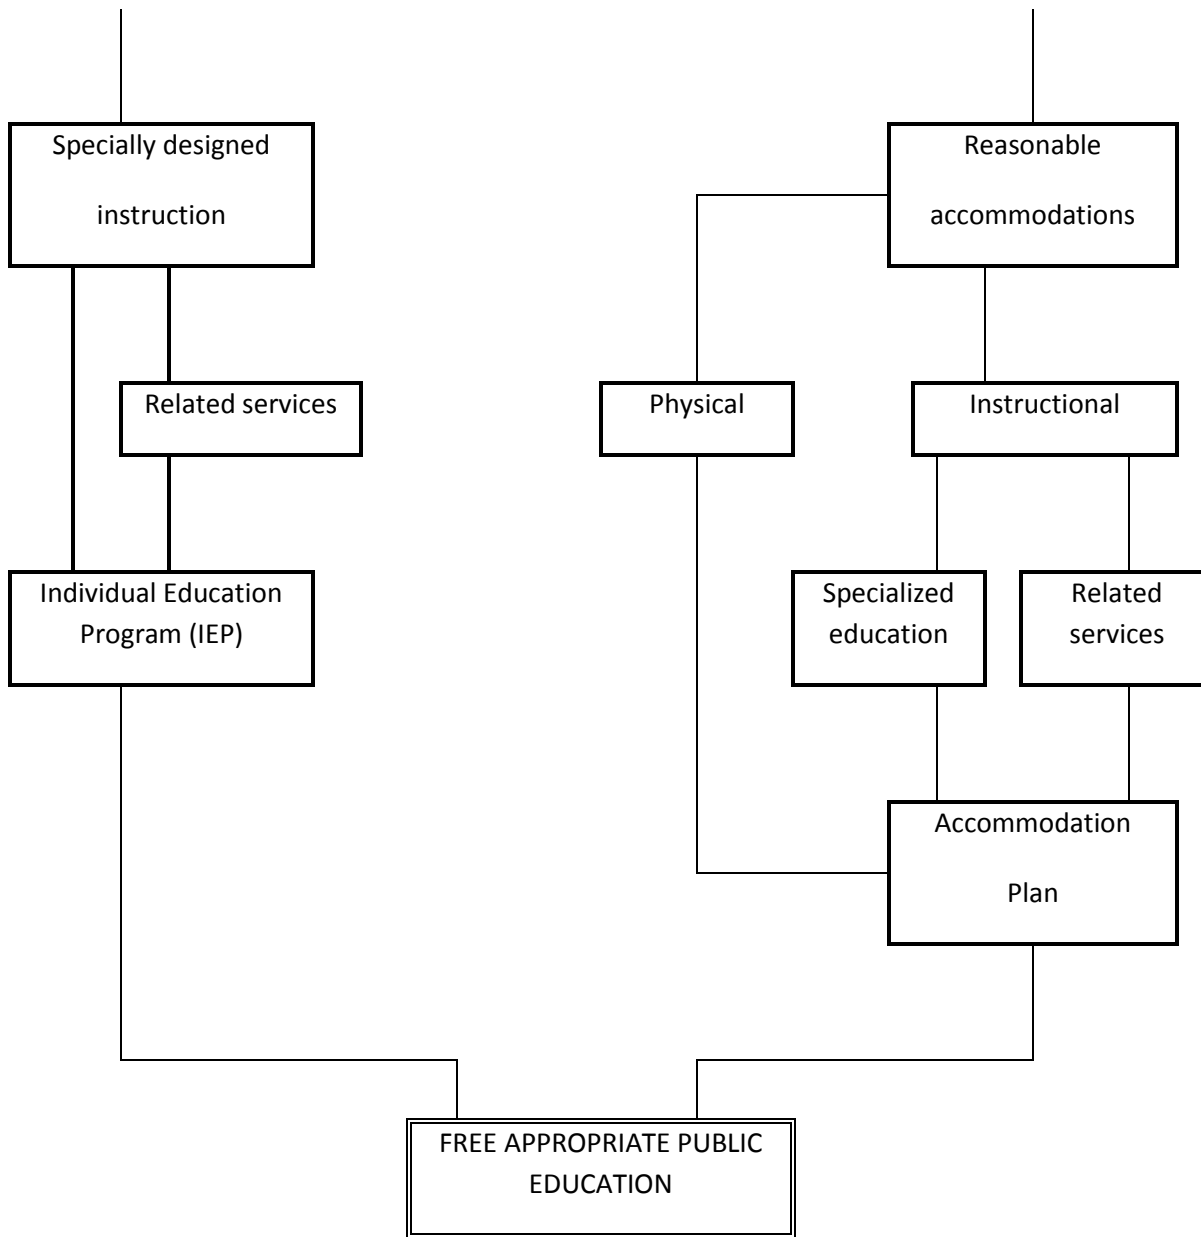 Specially designed
instruction
Reasonable
accommodations
Related services
Physical
Instructional
Individual Education
Program (IEP)
Specialized
education
Related
services
Accommodation
Plan
FREE APPROPRIATE PUBLIC
EDUCATION